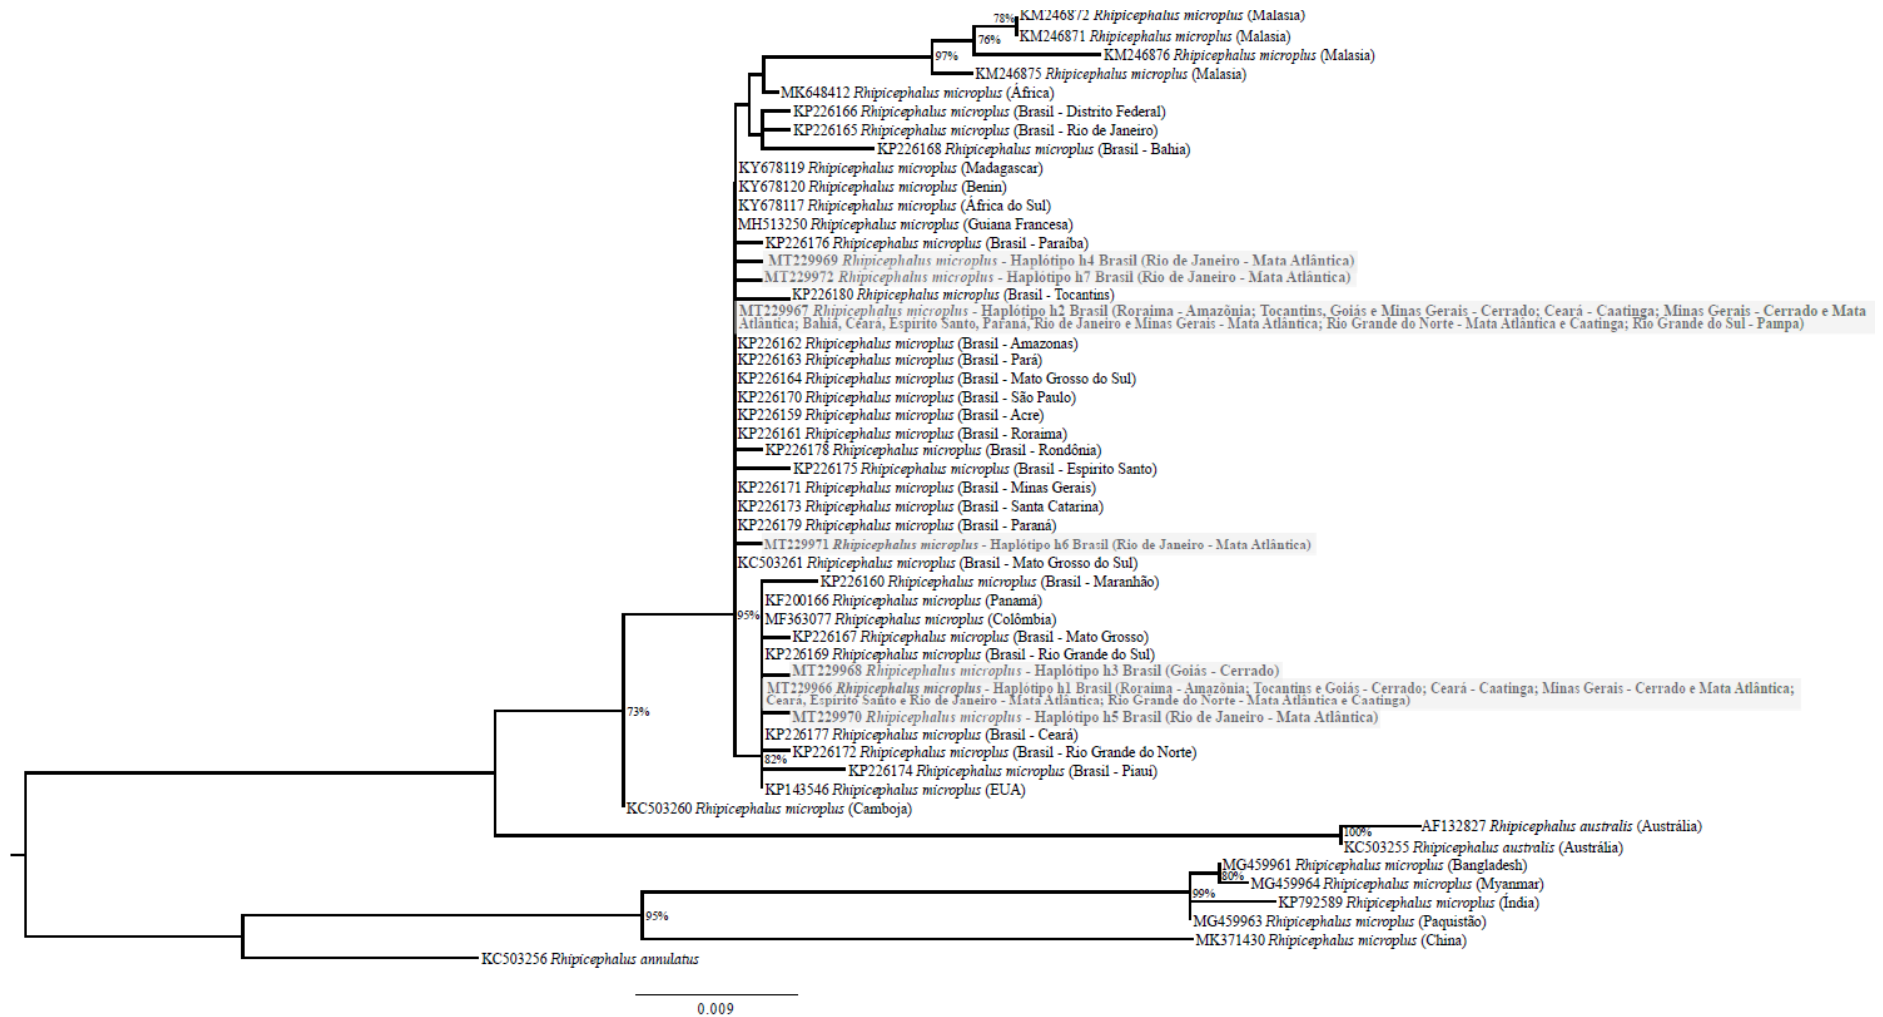 78% KM246872 Rhipicephalus microplus (Malasia)
KM246871 Rhipicephalus microplus (Malasia)
76%
KM246876 Rhipicephalus microplus (Malasia)
97%
KM246875 Rhipicephalus microplus (Malasia)
MK648412 Rhipicephalus microplus (África)
KP226166 Rhipicephalus microplus (Brasil - Distrito Federal)
KP226165 Rhipicephalus microplus (Brasil - Rio de Janeiro)
KP226168 Rhipicephalus microplus (Brasil - Bahia)
KY678119 Rhipicephalus microplus (Madagascar)
KY678120 Rhipicephalus microplus (Benin)
KY678117 Rhipicephalus microplus (África do Sul)
MH513250 Rhipicephalus microplus (Guiana Francesa)
KP226176 Rhipicephalus microplus (Brasil - Paraíba)
MT229969 Rhipicephalus microplus - Haplótipo h4 Brasil (Rio de Janeiro - Mata Atlântica)
MT229972 Rhipicephalus microplus - Haplótipo h7 Brasil (Rio de Janeiro - Mata Atlântica)
KP226180 Rhipicephalus microplus (Brasil - Tocantins)
MT229967 Rhipicephalus microplus - Haplótipo h2 Brasil (Roraima - Amazônia; Tocantins, Goiás e Minas Gerais - Cerrado; Ceará - Caatinga; Minas Gerais - Cerrado e Mata
Atlântica; Bahia, Ceará, Espirito Santo, Paraná, Rio de Janeiro e Minas Gerais - Mata Atlântica; Rio Grande do Norte - Mata Atlântica e Caatinga; Rio Grande do Sul - Pampa)
KP226162 Rhipicephalus microplus (Brasil - Amazonas)
KP226163 Rhipicephalus microplus (Brasil - Pará)
KP226164 Rhipicephalus microplus (Brasil - Mato Grosso do Sul)
KP226170 Rhipicephalus microplus (Brasil - São Paulo)
KP226159 Rhipicephalus microplus (Brasil - Acre)
KP226161 Rhipicephalus microplus (Brasil - Roraima)
KP226178 Rhipicephalus microplus (Brasil - Rondônia)
KP226175 Rhipicephalus microplus (Brasil - Espirito Santo)
KP226171 Rhipicephalus microplus (Brasil - Minas Gerais)
KP226173 Rhipicephalus microplus (Brasil - Santa Catarina)
KP226179 Rhipicephalus microplus (Brasil - Paraná)
MT229971 Rhipicephalus microplus - Haplótipo h6 Brasil (Rio de Janeiro - Mata Atlântica)
KC503261 Rhipicephalus microplus (Brasil - Mato Grosso do Sul)
KP226160 Rhipicephalus microplus (Brasil - Maranhão)
KF200166 Rhipicephalus microplus (Panamá)
95%
MF363077 Rhipicephalus microplus (Colômbia)
KP226167 Rhipicephalus microplus (Brasil - Mato Grosso)
KP226169 Rhipicephalus microplus (Brasil - Rio Grande do Sul)
MT229968 Rhipicephalus microplus - Haplótipo h3 Brasil (Goiás - Cerrado)
MT229966 Rhipicephalus microplus - Haplótipo h1 Brasil (Roraima - Amazônia; Tocantins e Goiás - Cerrado; Ceará - Caatinga; Minas Gerais - Cerrado e Mata Atlântica;
Ceará, Espirito Santo e Rio de Janeiro - Mata Atlântica; Rio Grande do Norte - Mata Atlântica e Caatinga)
73%
MT229970 Rhipicephalus microplus - Haplótipo h5 Brasil (Rio de Janeiro - Mata Atlântica)
KP226177 Rhipicephalus microplus (Brasil - Ceará)
KP226172 Rhipicephalus microplus (Brasil - Rio Grande do Norte)
82%
KP226174 Rhipicephalus microplus (Brasil - Piauí)
KP143546 Rhipicephalus microplus (EUA)
KC503260 Rhipicephalus microplus (Camboja)
AF132827 Rhipicephalus australis (Austrália)
100%
KC503255 Rhipicephalus australis (Austrália)
MG459961 Rhipicephalus microplus (Bangladesh)
80%
MG459964 Rhipicephalus microplus (Myanmar)
99%
KP792589 Rhipicephalus microplus (Índia)
95%
MG459963 Rhipicephalus microplus (Paquistão)
MK371430 Rhipicephalus microplus (China)
KC503256 Rhipicephalus annulatus
0.009